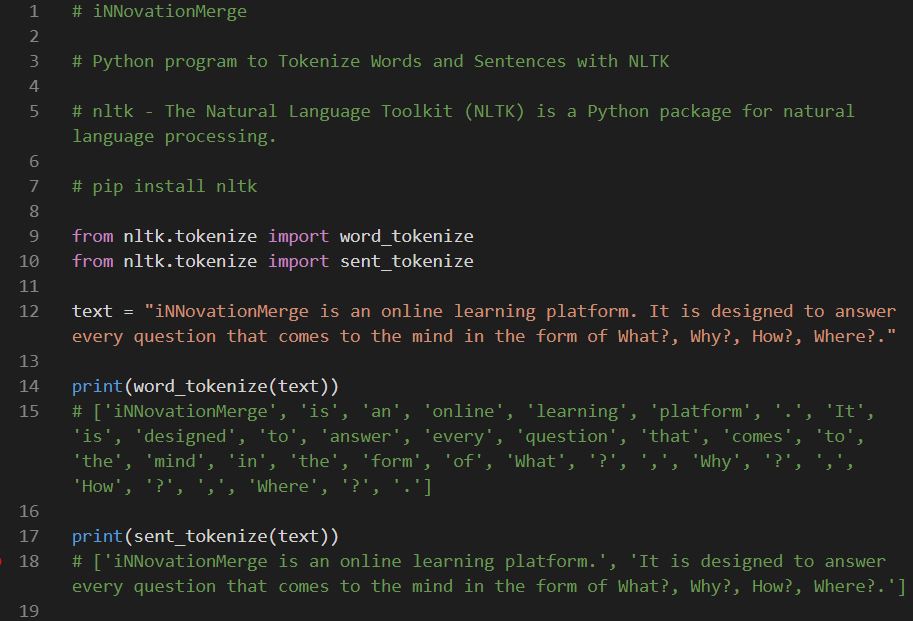 1 # iNNovationMerge
2
3 # Python program to Tokenize Words and Sentences with NLTK
4
5 # nltk - The Natural Language Toolkit (NLTK) is a Python package for natural
language processing.
6
7 # pip install nltk
8
9 from nltk.tokenize import word_tokenize
10 from nltk.tokenize import sent_tokenize
11
12 text = "iNNovationMerge is an online learning platform. It is designed to answer
every question that comes to the mind in the form of What?, Why?, How?, Where?."
13
14 print(word_tokenize(text))
15 # ['iNNovationMerge', 'is', 'an', 'online', 'learning', 'platform', '.', 'It',
'is', 'designed', 'to', 'answer', 'every', 'question', 'that', 'comes', 'to',
'the', 'mind', 'in', 'the', 'form', 'of', 'What', '?', ',', 'Why', '?', ',',
'How', '?', ',', 'Where', '?', '.']
16
17 print(sent_tokenize(text))
18 # ['iNNovationMerge is an online learning platform.', 'It is designed to answer
every question that comes to the mind in the form of What?, Why?, How?, Where?.']
19